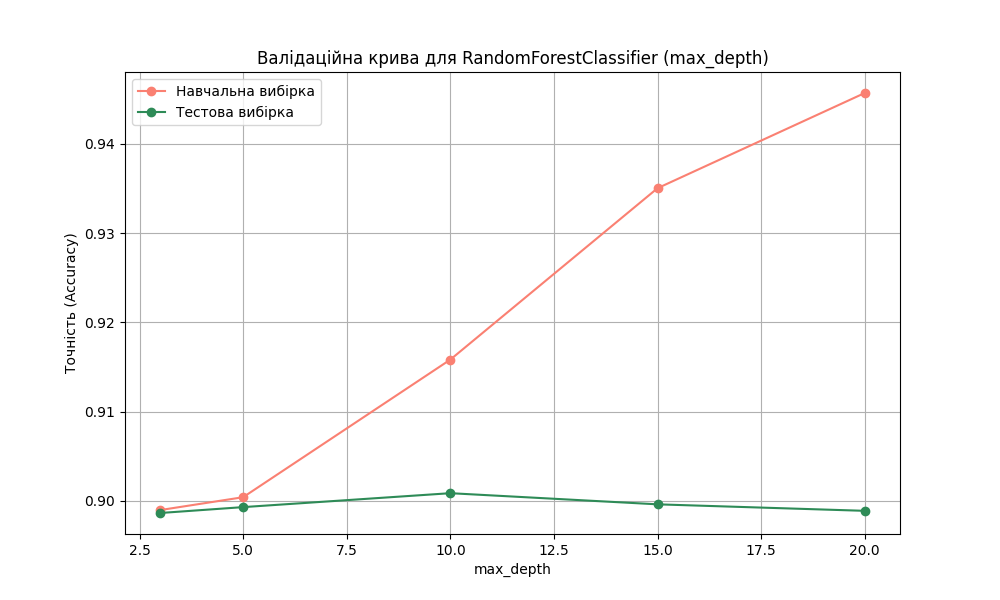 Валідаційна крива для RandomForestClassifier (max_depth)
Навчальна вибірка
Тестова вибірка
Точність (Accuracy)
0.94
0.93
0.92
0.91
0.90
2.5 5.0 7.5 10.0 12.5 15.0 17.5 20.0
max_depth